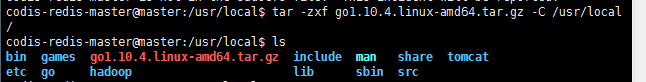 codis-redis-master@master:/usr/local$ tar -zxf go1.10.4.linux-amd64.tar.gz -C /usr/local
/
codis-redis-master@master:/usr/local$ ls
bin games go1.10.4.linux-amd64.tar.gz include man share tomcat
etc go hadoop lib sbin src